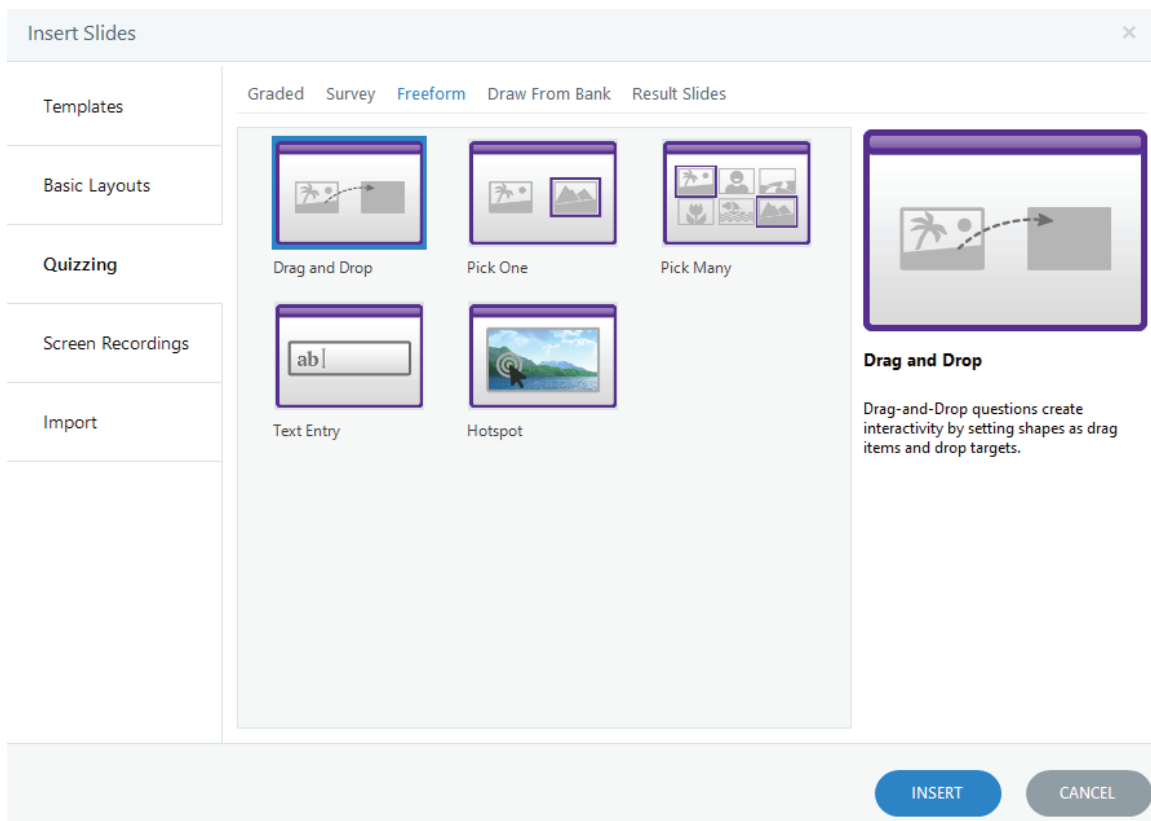 Insert Slides
×
Templates
Basic Layouts
Quizzing
Screen Recordings
Import
Graded Survey Freeform Draw From Bank Result Slides
Drag and Drop Pick One Pick Many
ab
Text Entry Hotspot
Drag and Drop
Drag-and-Drop questions create
interactivity by setting shapes as drag
items and drop targets.
INSERT CANCEL